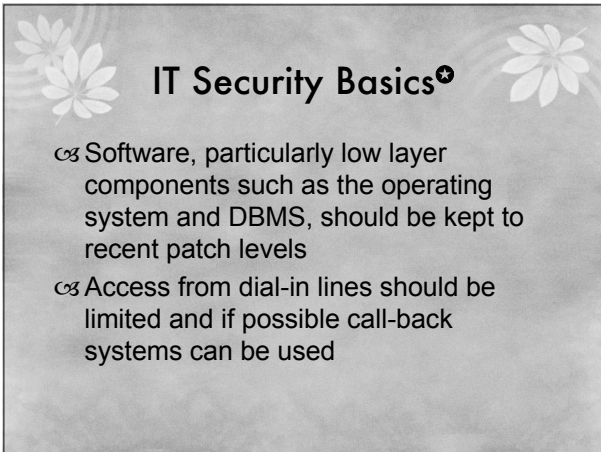 IT Security Basics✪
Software, particularly low layer
components such as the operating
system and DBMS, should be kept to
recent patch levels
Access from dial-in lines should be
limited and if possible call-back
systems can be used